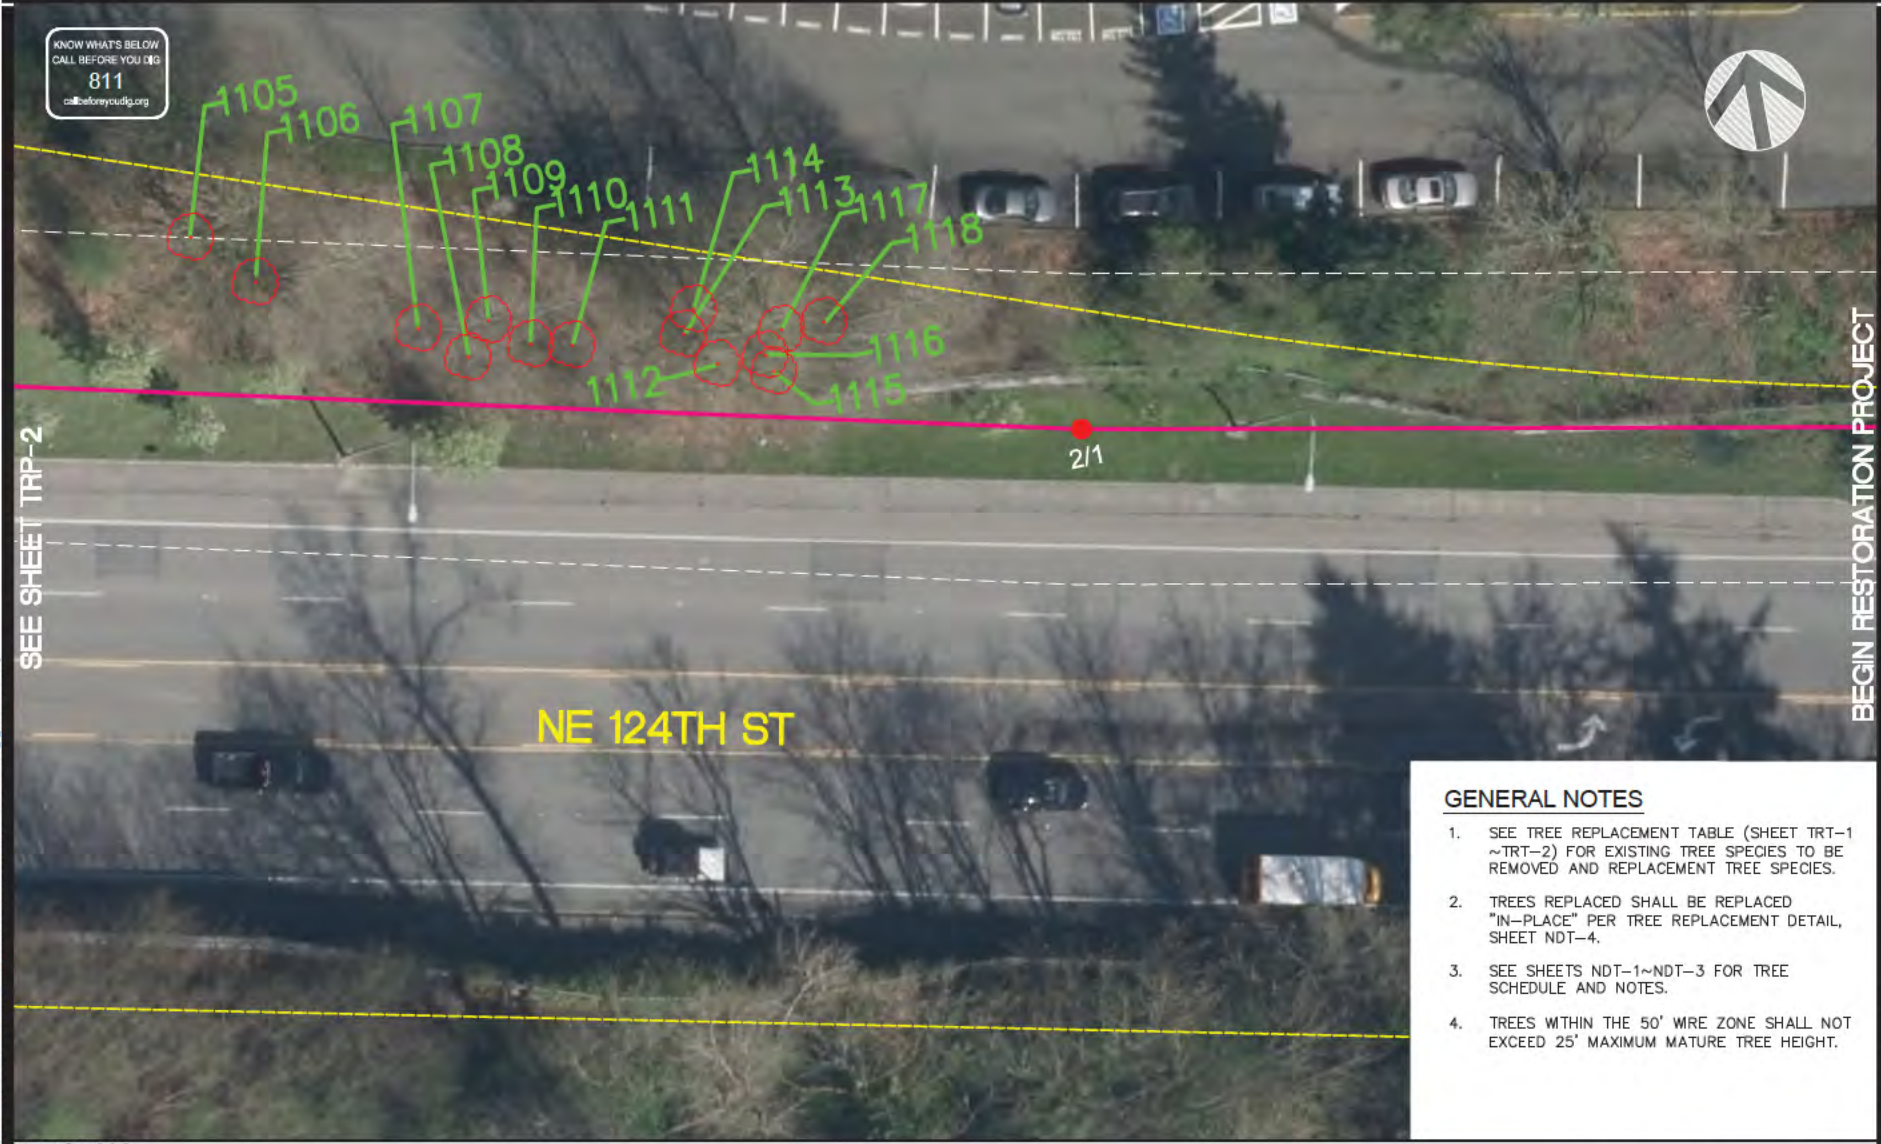 KNOW WHAT'S BELOW
CALL BEFORE YOU DIG
811
callbeforeyoudig.org
1105
1106
1107
1108
1109
1110
1111
1114
1113
1117
1118
1116
1112
1115
2/1
SEE SHEET TRP-2
BEGIN RESTORATION PROJECT
NE 124TH ST
GENERAL NOTES
1. SEE TREE REPLACEMENT TABLE (SHEET TRT-1
~TRT-2) FOR EXISTING TREE SPECIES TO BE
REMOVED AND REPLACEMENT TREE SPECIES.
2. TREES REPLACED SHALL BE REPLACED
"IN-PLACE" PER TREE REPLACEMENT DETAIL,
SHEET NDT-4.
3. SEE SHEETS NDT-1~NDT-3 FOR TREE
SCHEDULE AND NOTES.
4. TREES WITHIN THE 50' WIRE ZONE SHALL NOT
EXCEED 25' MAXIMUM MATURE TREE HEIGHT.